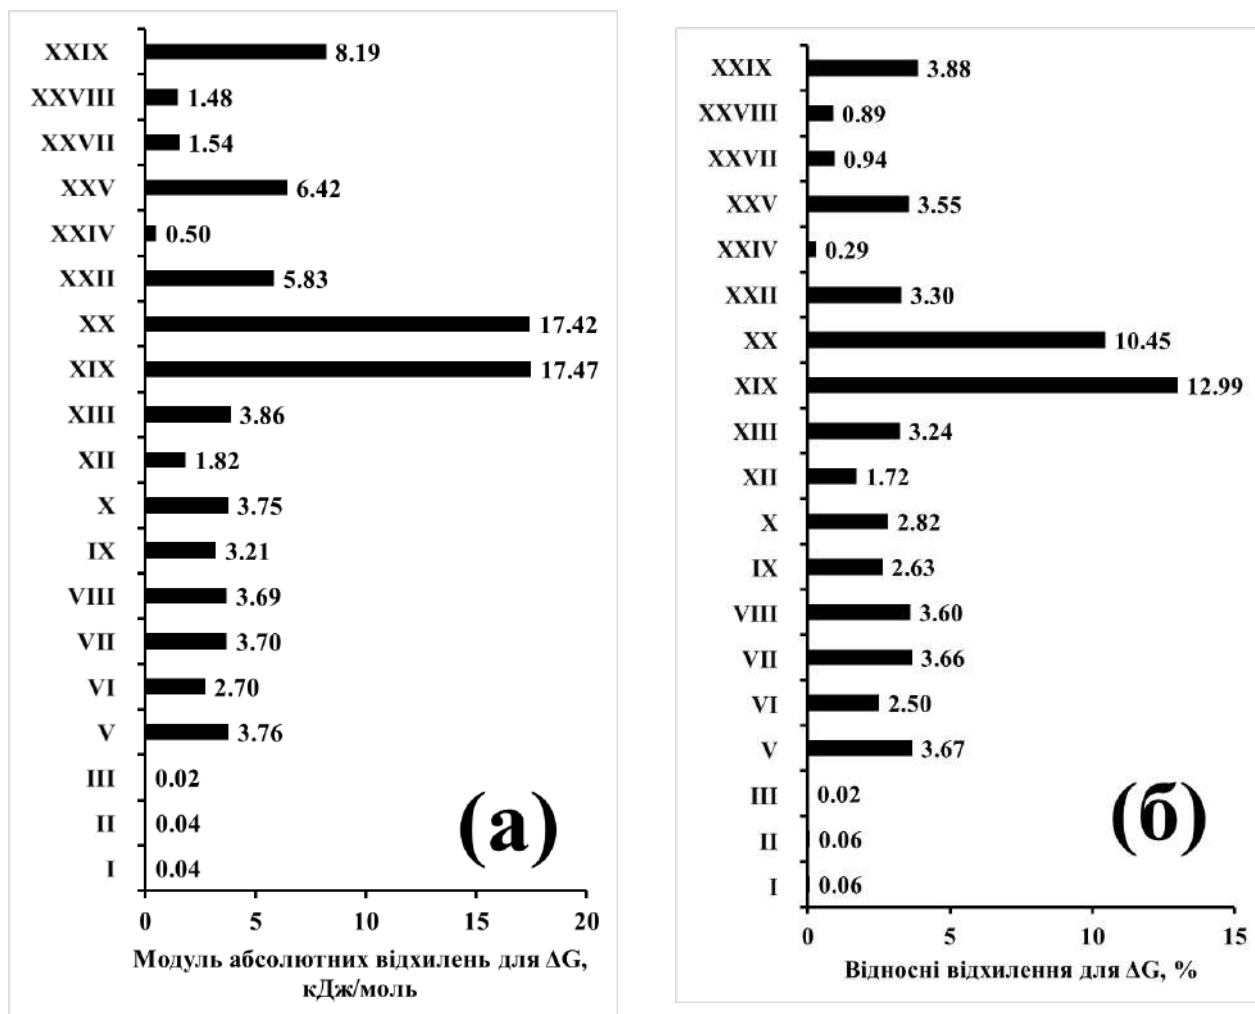 XXIX 8.19
XXVIII 1.48
XXVII 1.54
XXV 6.42
XXIV 0.50
XXII 5.83
XX 17.42
XIX 17.47
XIII 3.86
XII 1.82
X 3.75
IX 3.21
VIII 3.69
VII 3.70
VI 2.70
V 3.76
III 0.02
II 0.04
I 0.04
(а)
0 5 10 15 20
Модуль абсолютних відхилень для ΔG,
кДж/моль
XXIX 3.88
XXVIII 0.89
XXVII 0.94
XXV 3.55
XXIV 0.29
XXII 3.30
XX 10.45
XIX 12.99
XIII 3.24
XII 1.72
X 2.82
IX 2.63
VIII 3.60
VII 3.66
VI 2.50
V 3.67
III 0.02
II 0.06
I 0.06
(б)
0 5 10 15
Відносні відхилення для ΔG, %